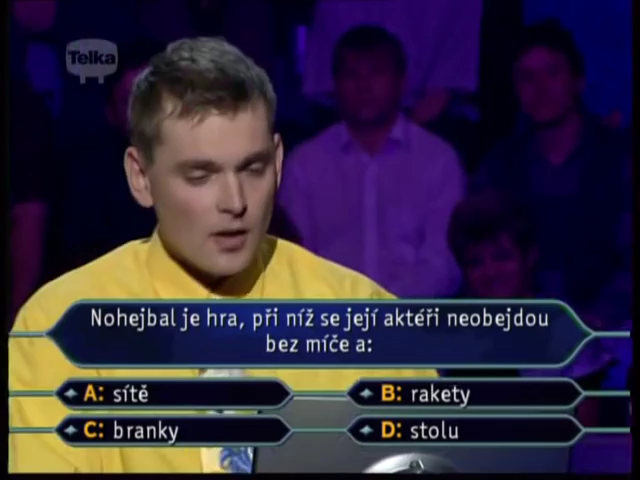 Telka
Nohejbal je hra, při níž se její aktéři neobejdou
bez míče a:
A: sítě
B: rakety
C: branky
D: stolu